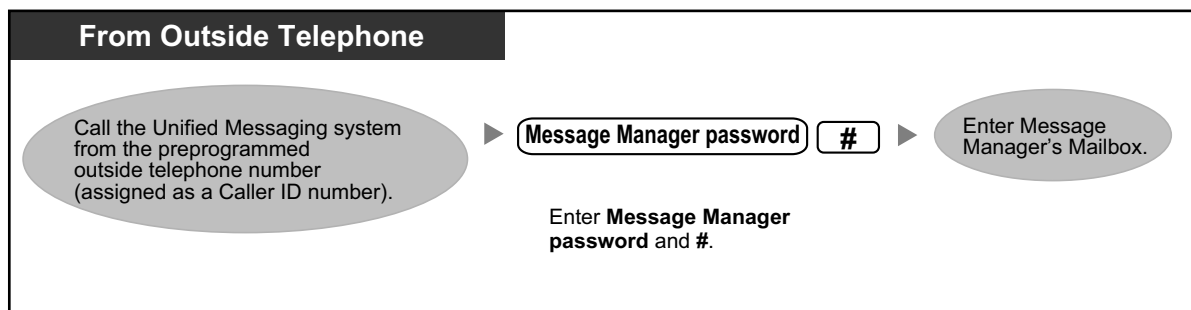 From Outside Telephone
Call the Unified Messaging system
from the preprogrammed
outside telephone number
(assigned as a Caller ID number).
Message Manager password #
Enter Message Manager
password and #.
Enter Message
Manager's Mailbox.